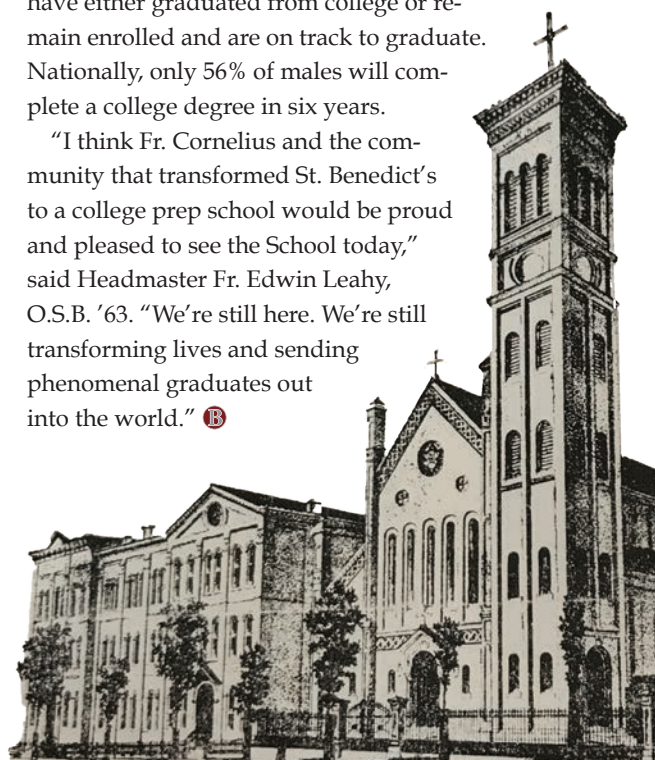 have either graduated from college or re-
main enrolled and are on track to graduate.
Nationally, only 56% of males will com-
plete a college degree in six years.
“I think Fr. Cornelius and the com-
munity that transformed St. Benedict’s
to a college prep school would be proud
and pleased to see the School today,”
said Headmaster Fr. Edwin Leahy,
O.S.B. ’63. “We’re still here. We’re still
transforming lives and sending
phenomenal graduates out
into the world.” B